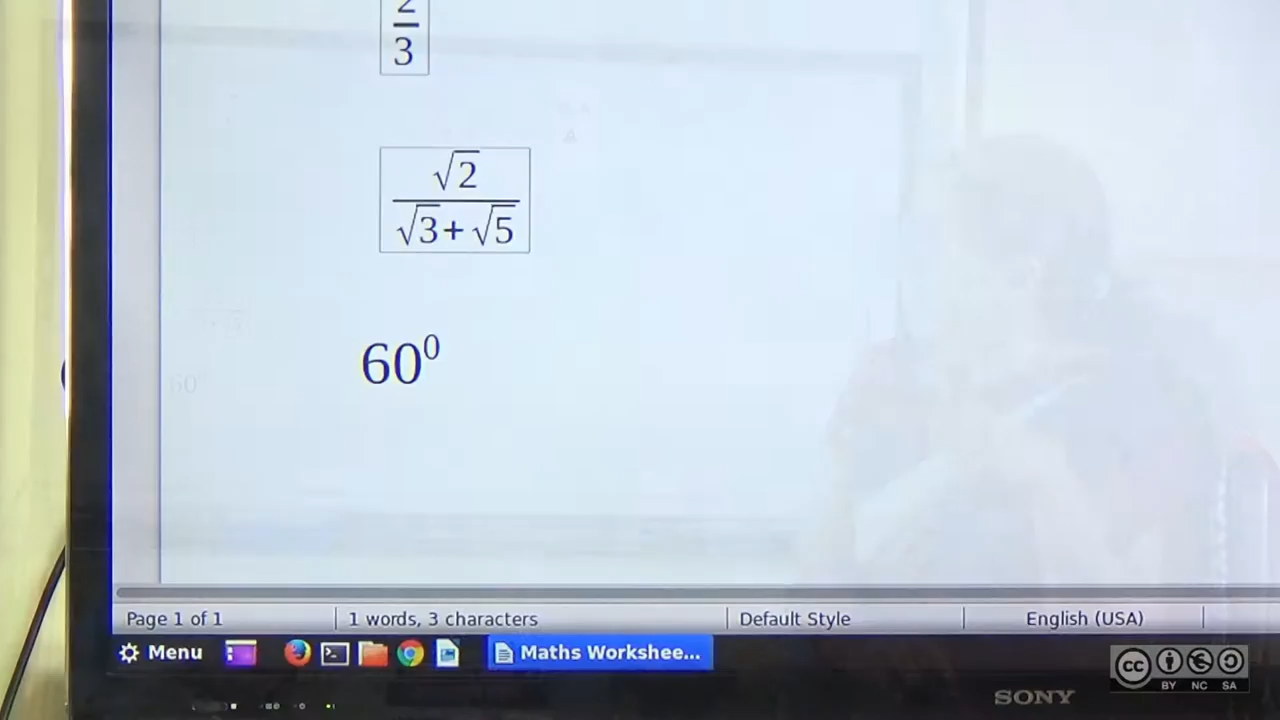 2
3
√2
√3+ √5
60⁰
Page 1 of 1 1 words, 3 characters Default Style English (USA)
Menu Maths Workshee...
SONY
cc
BY NC SA